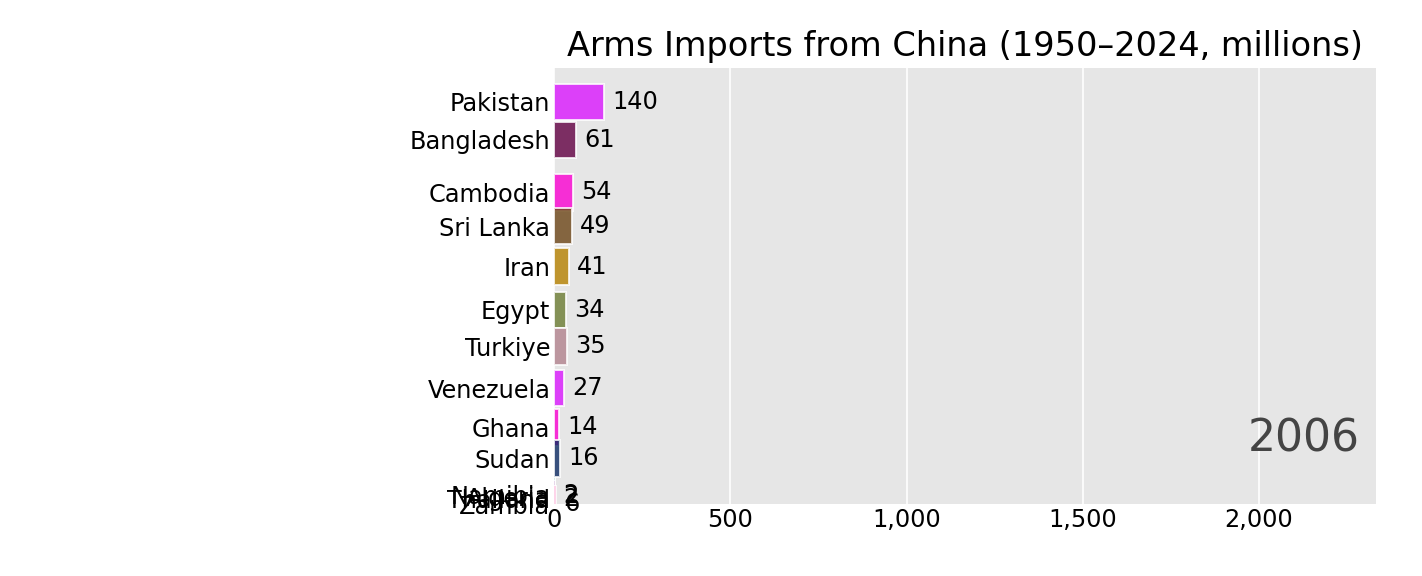 Arms Imports from China (1950–2024, millions)
Pakistan 140
Bangladesh 61
Cambodia 54
Sri Lanka 49
Iran 41
Egypt 34
Turkiye 35
Venezuela 27
Ghana 14
Sudan 16
Namibia
Zambia 6
2006
0 500 1,000 1,500 2,000